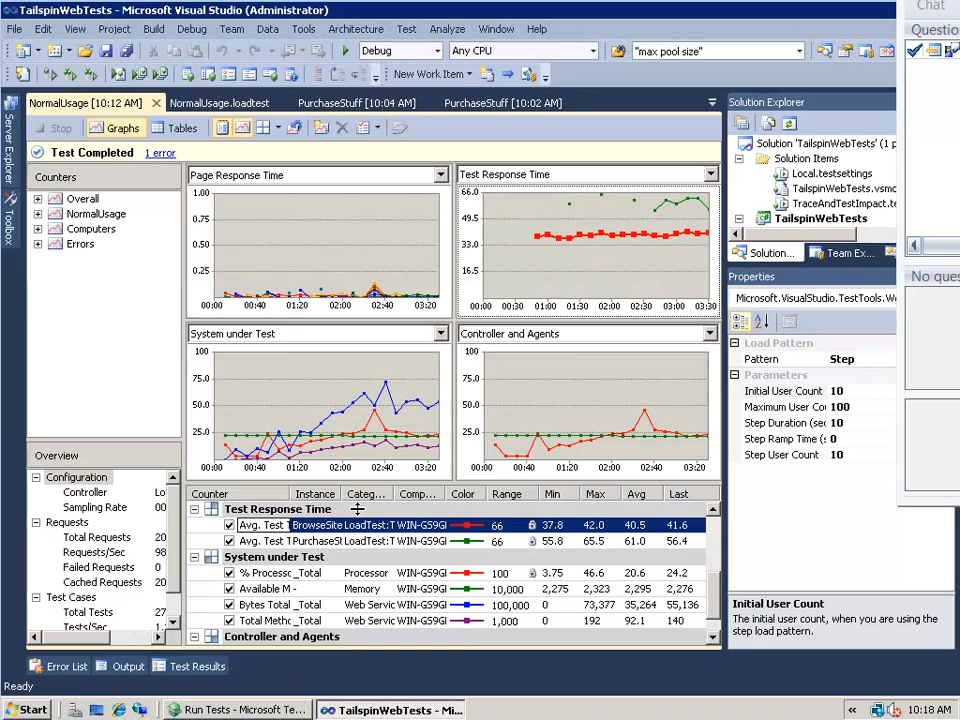 TailspinWebTests - Microsoft Visual Studio (Administrator)
File Edit View Project Build Debug Team Data Tools Architecture Test Analyze Window Help
Debug Any CPU "max pool size"
New Work Item
NormalUsage [10:12 AM] NormalUsage.loadtest PurchaseStuff [10:04 AM] PurchaseStuff [10:02 AM]
Stop Graphs Tables
Test Completed 1 error
Server Explorer
Toolbox
Counters
Overall
NormalUsage
Computers
Errors
Page Response Time
1.00
0.75
0.50
0.25
00:00 00:40 01:20 02:00 02:40 03:20
Test Response Time
66.0
49.5
33.0
16.5
00:00 00:30 01:00 01:30 02:00 02:30 03:00 03:30
System under Test
100
75.0
50.0
25.0
00:00 00:40 01:20 02:00 02:40 03:20
Controller and Agents
100
75.0
50.0
25.0
00:00 00:40 01:20 02:00 02:40 03:20
Overview
Configuration
Controller Lo
Sampling Rate
Requests
Total Requests 20
Requests/Sec 98
Failed Requests 0
Cached Requests 20
Test Cases
Total Tests 27
Tests/Sec 1.
Counter Instance Categ... Comp... Color Range Min Max Avg Last
Test Response Time
Avg. Test T BrowseSite LoadTest:T WIN-GS9GI 66 37.8 42.0 40.5 41.6
Avg. Test T PurchaseSt LoadTest:T WIN-GS9GI 66 55.8 65.5 61.0 56.4
System under Test
% Processc _Total Processor WIN-GS9GI 100 3.75 46.6 20.6 24.2
Available M - Memory WIN-GS9GI 10,000 2,275 2,323 2,295 2,276
Bytes Total _Total Web Servic WIN-GS9GI 100,000 0 73,377 35,264 55,136
Total Methc _Total Web Servic WIN-GS9GI 1,000 0 192 92.1 140
Controller and Agents
Solution Explorer
Solution 'TailspinWebTests' (1 p
Solution Items
Local.testsettings
TailspinWebTests.vsmc
TraceAndTestImpact.te
TailspinWebTests
Solution... Team Ex...
Properties
Microsoft.VisualStudio.TestTools.We
Load Pattern
Pattern Step
Parameters
Initial User Count 10
Maximum User Co 100
Step Duration (sec 10
Step Ramp Time (s 0
Step User Count 10
Initial User Count
The initial user count, when you are using the
step load pattern.
Chat
Questio
No ques
Error List Output Test Results
Ready
Start Run Tests - Microsoft Te... TailspinWebTests - Mi... « 10:18 AM